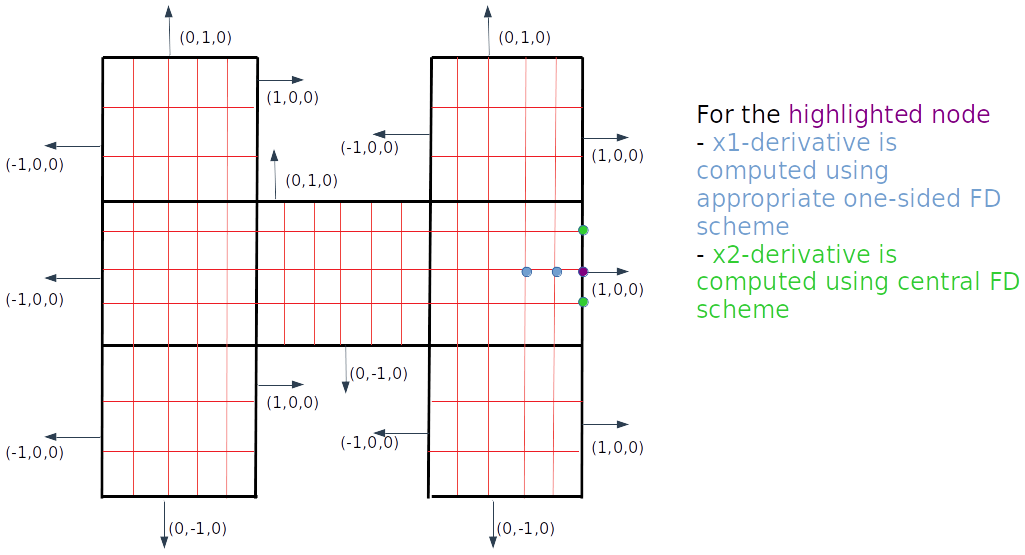 (0,1,0)
(0,1,0)
(1,0,0)
(-1,0,0)
(-1,0,0)
(1,0,0)
(0,1,0)
(-1,0,0)
(1,0,0)
(0,-1,0)
(1,0,0)
(-1,0,0)
(-1,0,0)
(1,0,0)
(0,-1,0)
(0,-1,0)
For the highlighted node
- x1-derivative is
computed using
appropriate one-sided FD
scheme
- x2-derivative is
computed using central FD
scheme